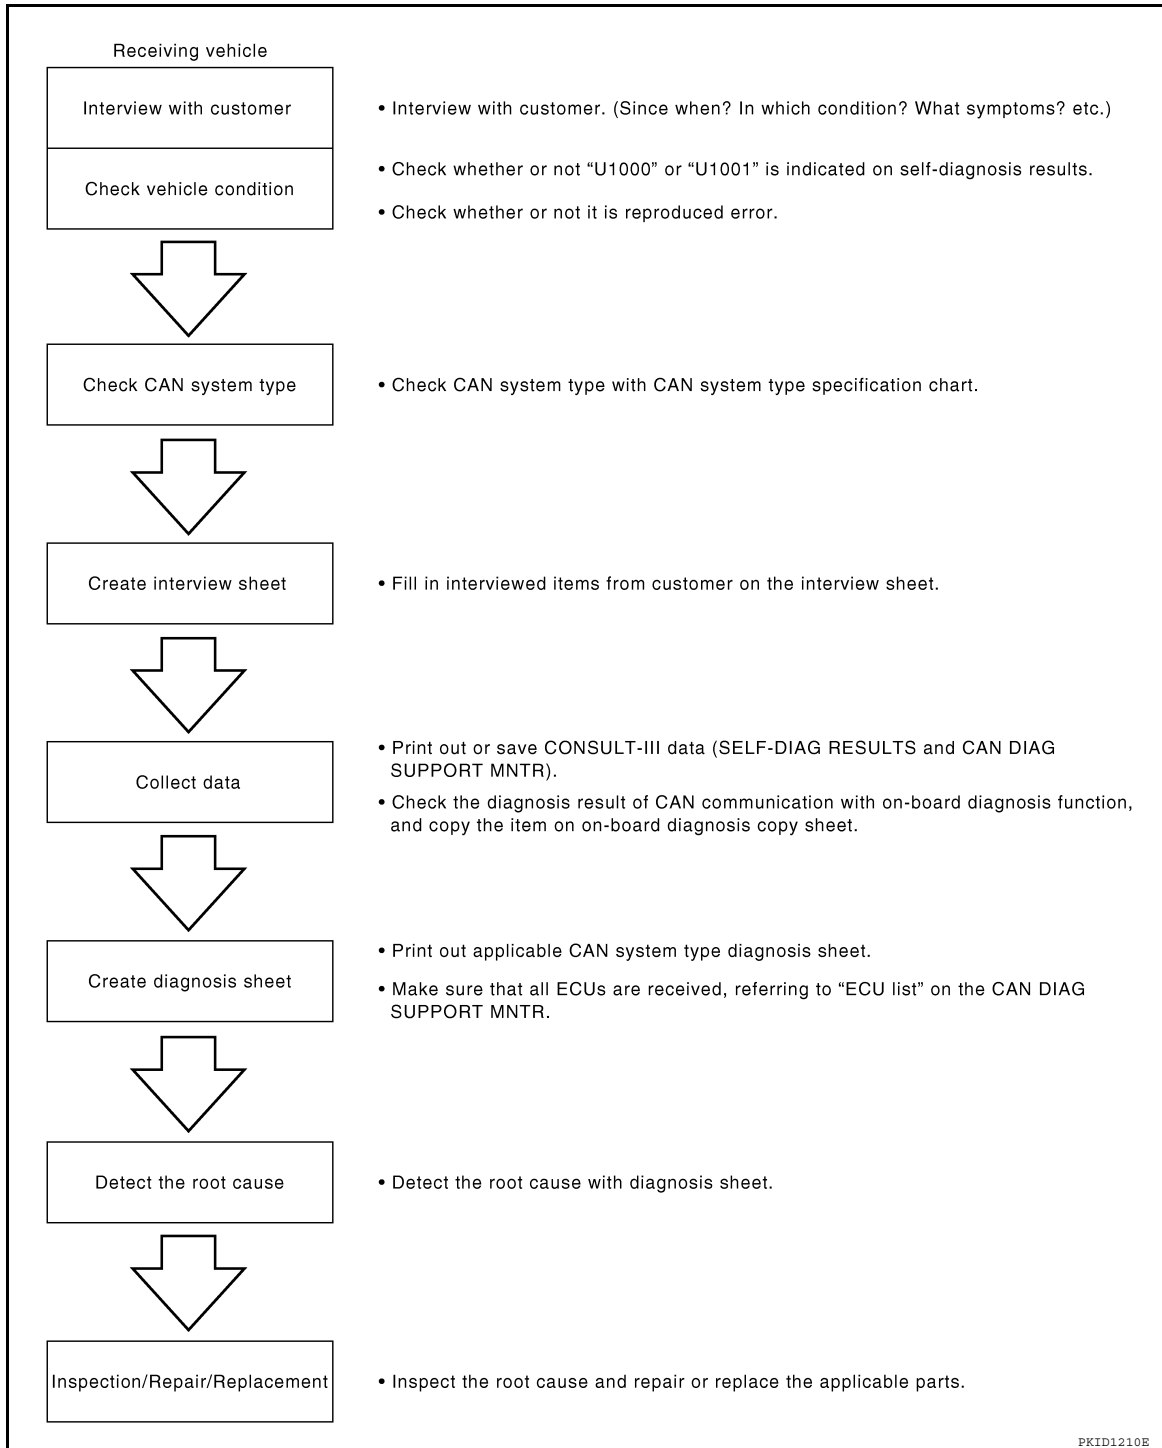 Receiving vehicle
Interview with customer
• Interview with customer. (Since when? In which condition? What symptoms? etc.)
Check vehicle condition
• Check whether or not “U1000” or “U1001” is indicated on self-diagnosis results.
• Check whether or not it is reproduced error.
Check CAN system type
• Check CAN system type with CAN system type specification chart.
Create interview sheet
• Fill in interviewed items from customer on the interview sheet.
Collect data
• Print out or save CONSULT-III data (SELF-DIAG RESULTS and CAN DIAG
SUPPORT MNTR).
• Check the diagnosis result of CAN communication with on-board diagnosis function,
and copy the item on on-board diagnosis copy sheet.
Create diagnosis sheet
• Print out applicable CAN system type diagnosis sheet.
• Make sure that all ECUs are received, referring to “ECU list” on the CAN DIAG
SUPPORT MNTR.
Detect the root cause
• Detect the root cause with diagnosis sheet.
Inspection/Repair/Replacement
• Inspect the root cause and repair or replace the applicable parts.
PKID1210E